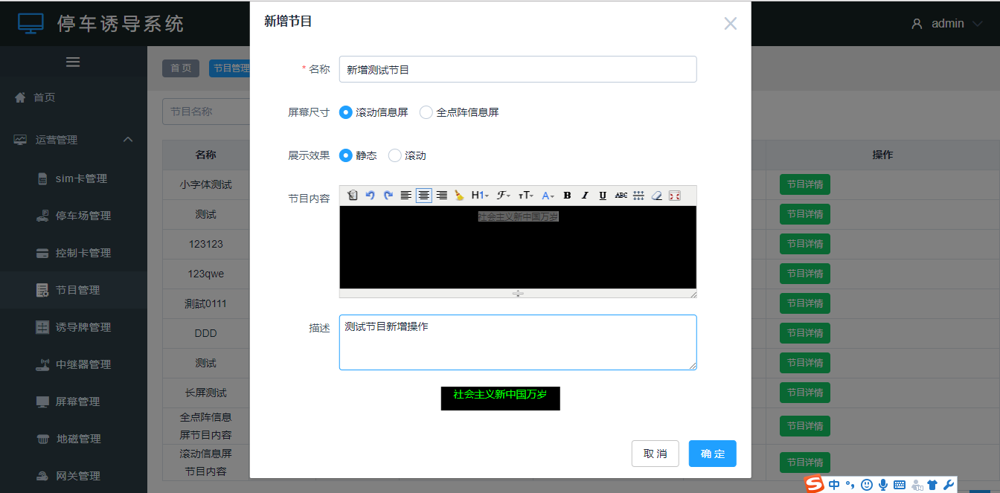 停车诱导系统
admin
首页
运营管理
sim卡管理
停车场管理
控制卡管理
节目管理
诱导牌管理
中继器管理
屏幕管理
地磁管理
网关管理
首 页
节目管理
节目名称
名称
操作
小字体测试
节目详情
测试
节目详情
123123
节目详情
123qwe
节目详情
測試0111
节目详情
DDD
节目详情
测试
节目详情
长屏测试
节目详情
全点阵信息
屏节目内容
节目详情
滚动信息屏
节目内容
节目详情
新增节目
* 名称
新增测试节目
屏幕尺寸
滚动信息屏
全点阵信息屏
展示效果
静态
滚动
节目内容
H1
F
TT
A
B
I
U
ABC
社会主义新中国万岁
描述
测试节目新增操作
社会主义新中国万岁
取 消
确 定
S 中